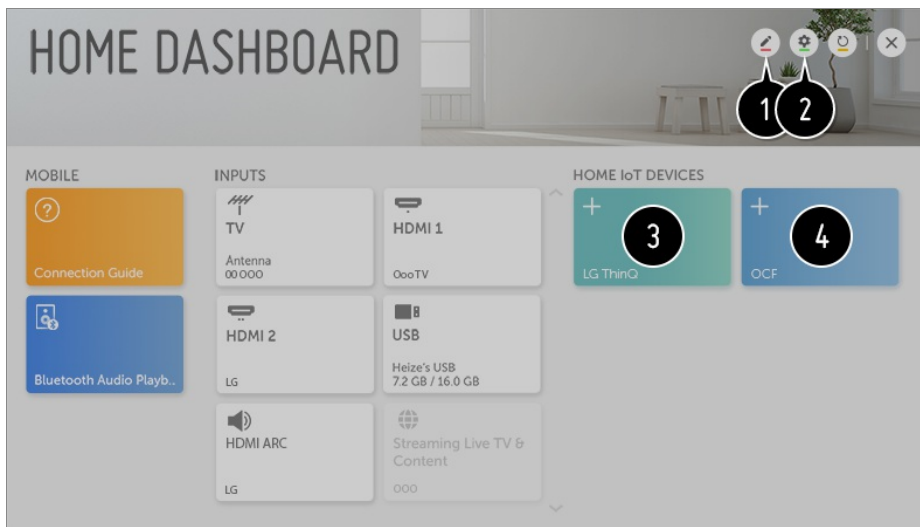 HOME DASHBOARD
1
2
MOBILE
INPUTS
HOME IoT DEVICES
Connection Guide
TV
Antenna
00 000
HDMI 1
OooTV
3
LG ThinQ
4
OCF
Bluetooth Audio Playb..
HDMI 2
LG
USB
Heize's USB
7.2 GB / 16.0 GB
HDMI ARC
LG
Streaming Live TV &
Content
OOO